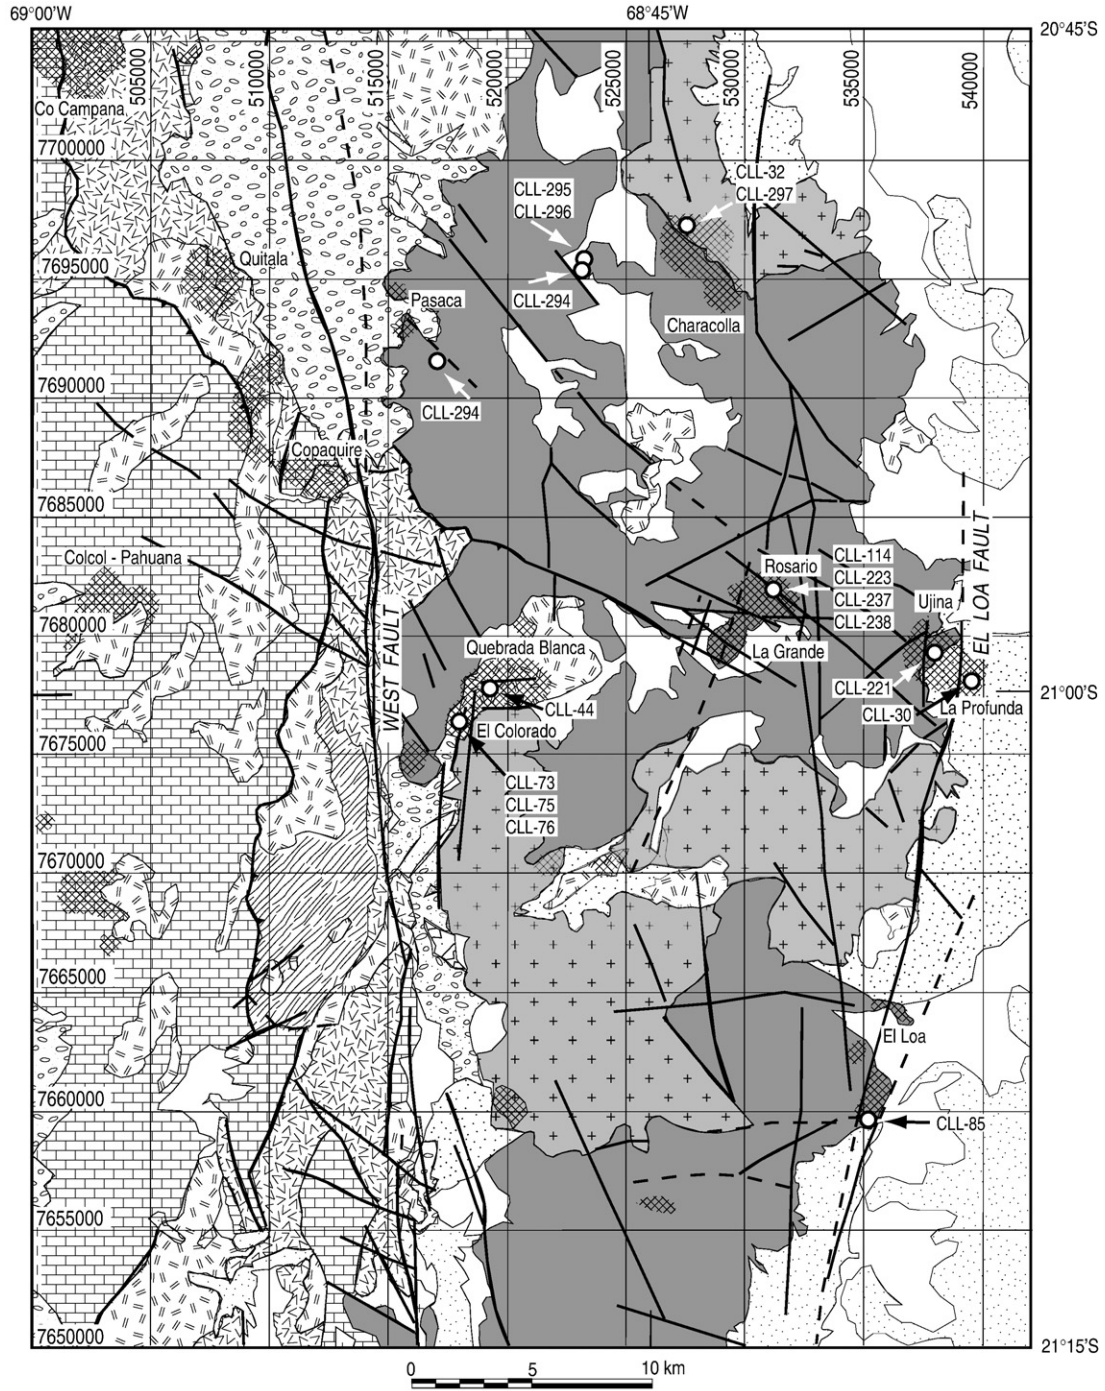 69°00'W
68°45'W
20°45'S
505000
510000
515000
520000
525000
530000
535000
540000
Co Campana
7700000
CLL-32
CLL-297
CLL-295
CLL-296
Quitala
7695000
CLL-294
Pasaca
Characolla
7690000
CLL-294
Copaquire
7685000
EL LOA FAULT
Colcol - Pahuana
CLL-114
Rosario
CLL-223
CLL-237
Ujina
7680000
CLL-238
WEST FAULT
Quebrada Blanca
La Grande
CLL-221
21°00'S
CLL-44
CLL-30
La Profunda
El Colorado
7675000
CLL-73
CLL-75
CLL-76
7670000
7665000
El Loa
7660000
CLL-85
7655000
7650000
21°15'S
0
5
10 km